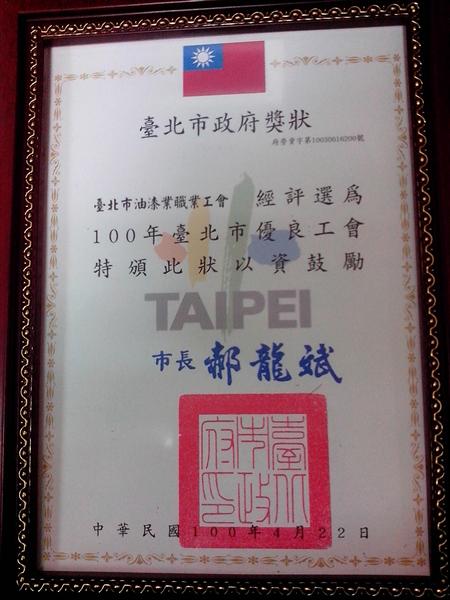 臺北市政府獎狀
府勞資字第10030616200號
臺北市油漆業職業工會 經評選為
100年臺北市優良工會
特頒此狀以資鼓勵
TAIPEI
市長 郝龍斌
臺北市政府印
中華民國100年4月22日